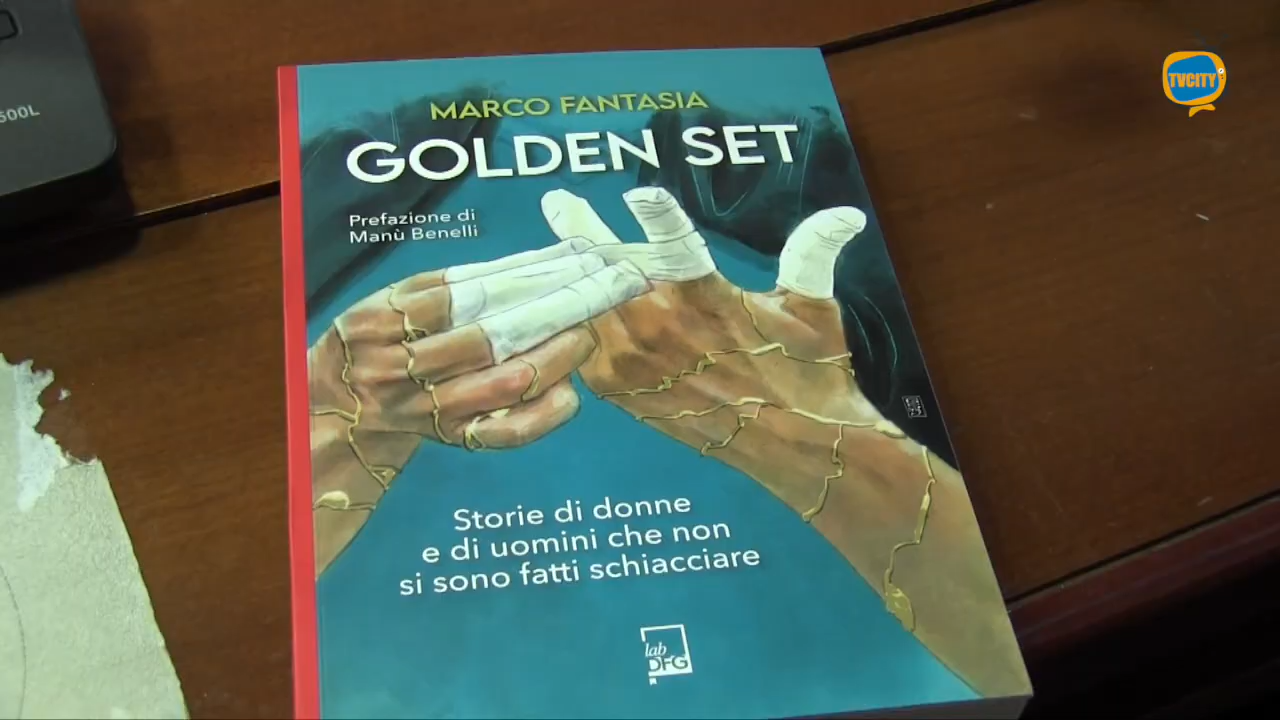 500L
TVCITY
MARCO FANTASIA
GOLDEN SET
Prefazione di
Manù Benelli
Storie di donne
e di uomini che non
si sono fatti schiacciare
lab
DFG